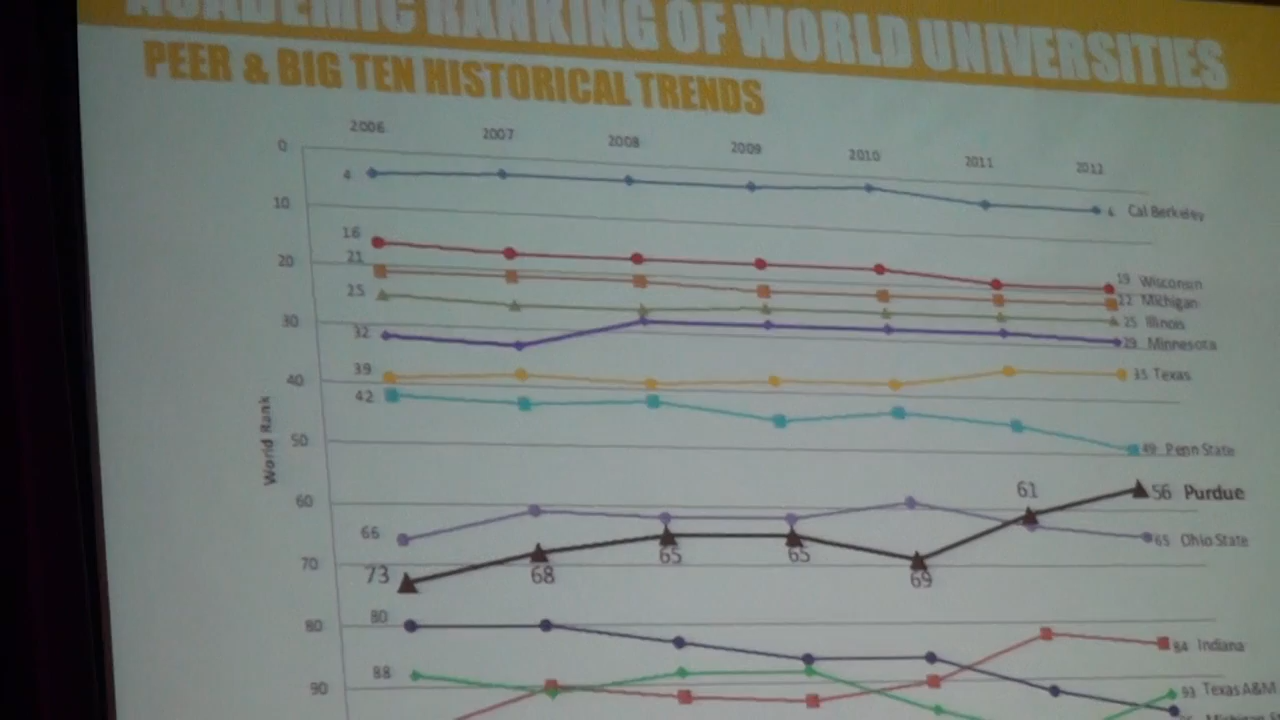 ACADEMIC RANKING OF WORLD UNIVERSITIES
PEER & BIG TEN HISTORICAL TRENDS
2006 2007 2008 2009 2010 2011 2012
0
4
Cal Berkeley
10
16
19 Wisconsin
20
21
22 Michigan
25
25 Illinois
30
32
29 Minnesota
39
35 Texas
40
42
49 Penn State
World Rank
50
61
56 Purdue
60
66
65 Ohio State
73 68 65 65 69
70
80
80
84 Indiana
88
93 Texas A&M
90